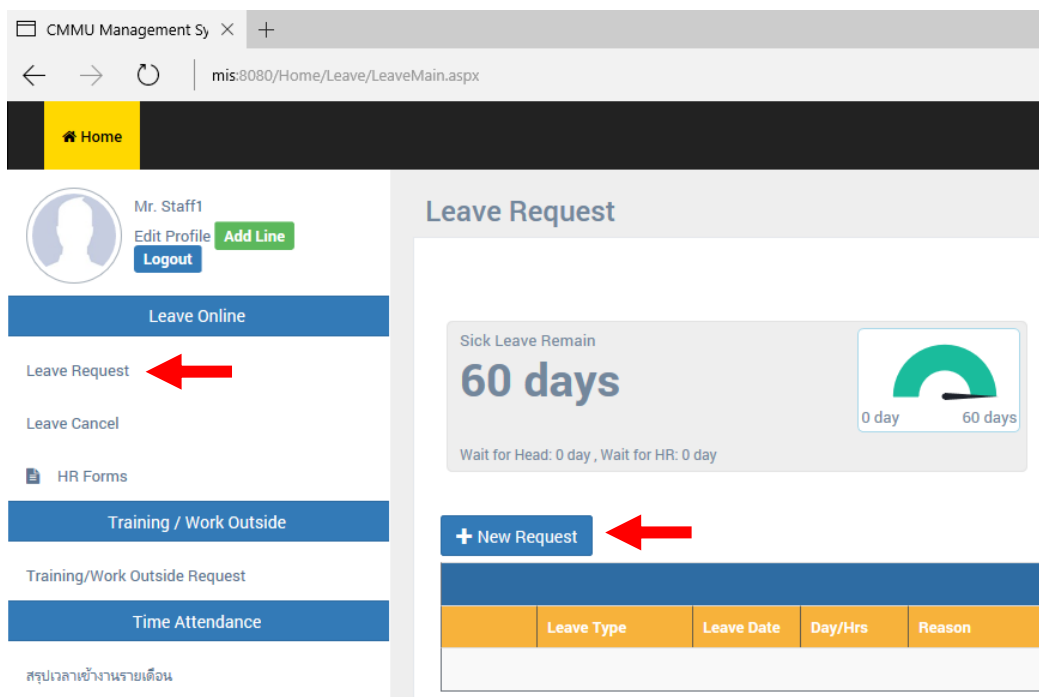 CMMU Management Sy
mis:8080/Home/Leave/LeaveMain.aspx
Home
Mr. Staff1
Edit Profile Add Line
Logout
Leave Online
Leave Request
Leave Cancel
HR Forms
Training / Work Outside
Training/Work Outside Request
Time Attendance
สรุปเวลาเข้างานรายเดือน
Leave Request
Sick Leave Remain
60 days
0 day 60 days
Wait for Head: 0 day , Wait for HR: 0 day
New Request
Leave Type Leave Date Day/Hrs Reason